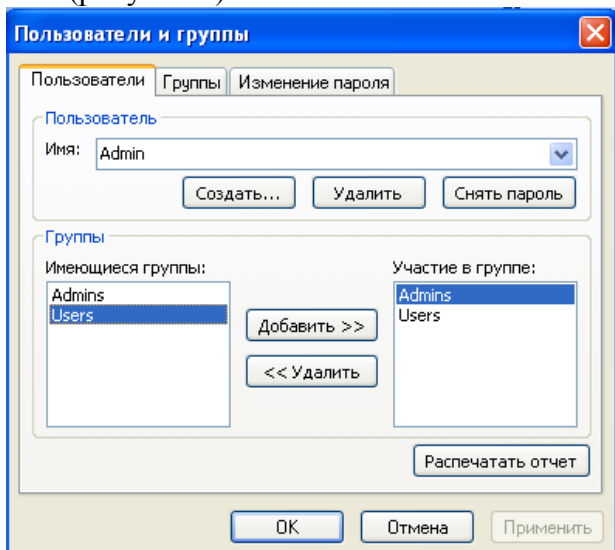 Пользователи и группы
Пользователи Группы Изменение пароля
Пользователь
Имя: Admin
Создать... Удалить Снять пароль
Группы
Имеющиеся группы: Участие в группе:
Admins Admins
Users Users
Добавить >>
<< Удалить
Распечатать отчет
OK Отмена Применить